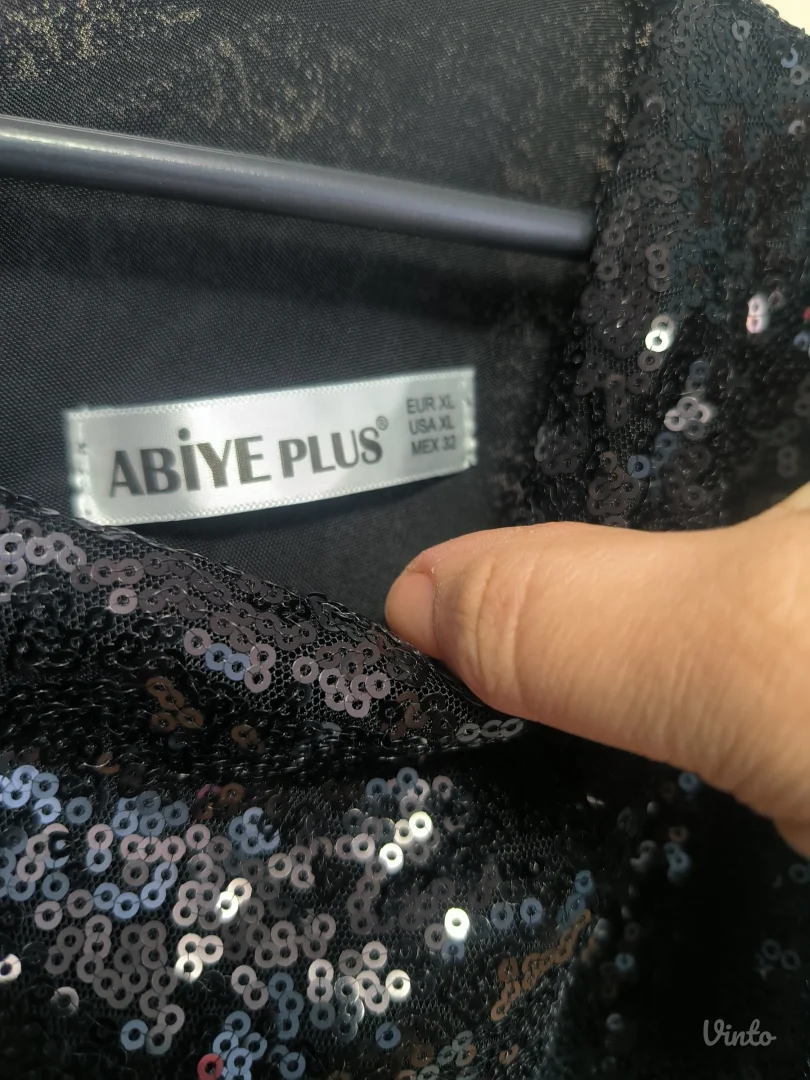 ABİYE PLUS®
EUR XL
USA XL
MEX 32
Vinto